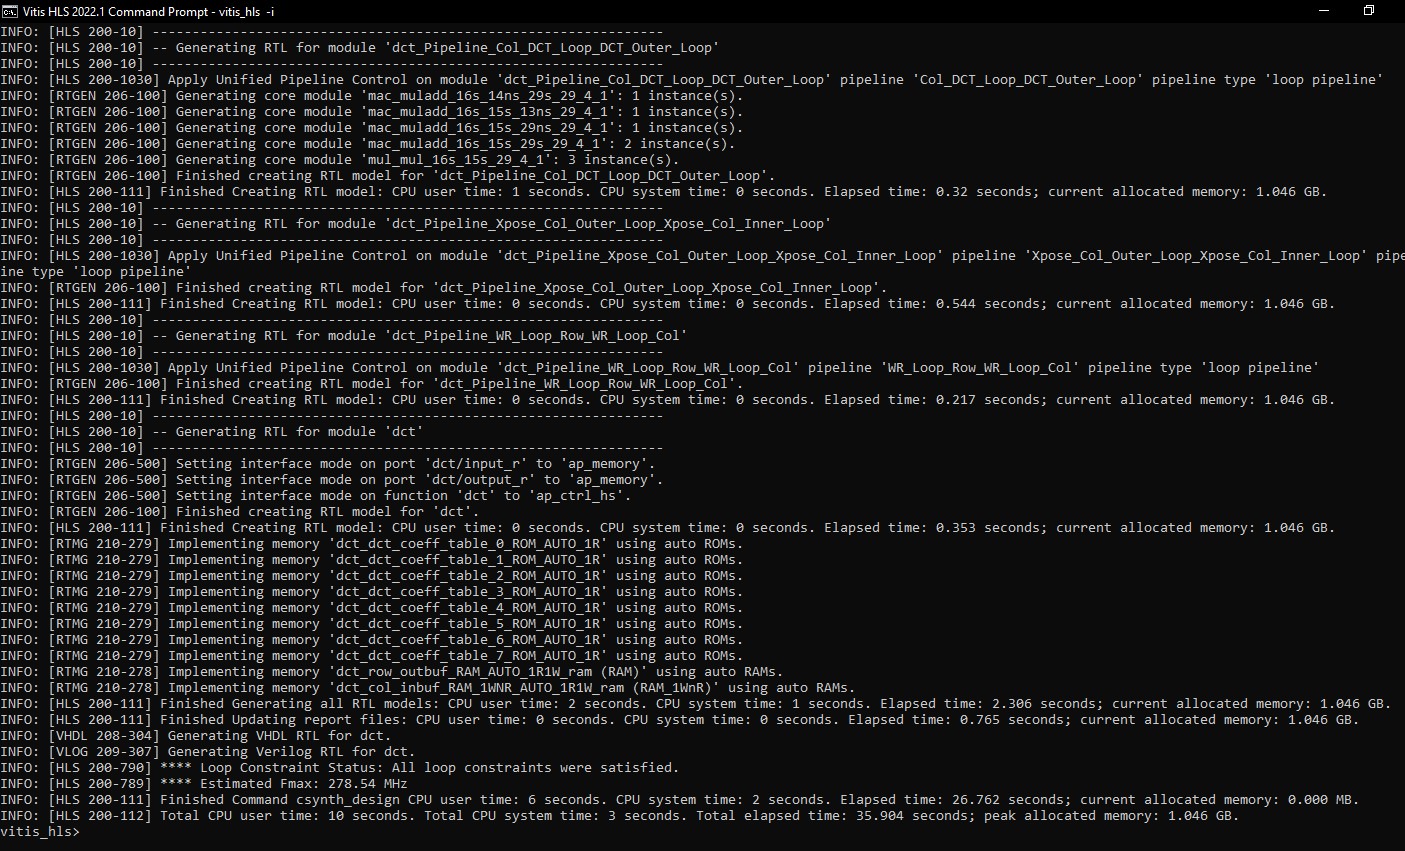 Vitis HLS 2022.1 Command Prompt - vitis_hls -i
INFO: [HLS 200-10] ----------------------------------------------------------------
INFO: [HLS 200-10] -- Generating RTL for module 'dct_Pipeline_Col_DCT_Loop_DCT_Outer_Loop'
INFO: [HLS 200-10] ----------------------------------------------------------------
INFO: [HLS 200-1030] Apply Unified Pipeline Control on module 'dct_Pipeline_Col_DCT_Loop_DCT_Outer_Loop' pipeline 'Col_DCT_Loop_DCT_Outer_Loop' pipeline type 'loop pipeline'
INFO: [RTGEN 206-100] Generating core module 'mac_muladd_16s_14ns_29s_29_4_1': 1 instance(s).
INFO: [RTGEN 206-100] Generating core module 'mac_muladd_16s_15s_13ns_29_4_1': 1 instance(s).
INFO: [RTGEN 206-100] Generating core module 'mac_muladd_16s_15s_29ns_29_4_1': 1 instance(s).
INFO: [RTGEN 206-100] Generating core module 'mac_muladd_16s_15s_29s_29_4_1': 2 instance(s).
INFO: [RTGEN 206-100] Generating core module 'mul_mul_16s_15s_29_4_1': 3 instance(s).
INFO: [RTGEN 206-100] Finished creating RTL model for 'dct_Pipeline_Col_DCT_Loop_DCT_Outer_Loop'.
INFO: [HLS 200-111] Finished Creating RTL model: CPU user time: 1 seconds. CPU system time: 0 seconds. Elapsed time: 0.32 seconds; current allocated memory: 1.046 GB.
INFO: [HLS 200-10] ----------------------------------------------------------------
INFO: [HLS 200-10] -- Generating RTL for module 'dct_Pipeline_Xpose_Col_Outer_Loop_Xpose_Col_Inner_Loop'
INFO: [HLS 200-10] ----------------------------------------------------------------
INFO: [HLS 200-1030] Apply Unified Pipeline Control on module 'dct_Pipeline_Xpose_Col_Outer_Loop_Xpose_Col_Inner_Loop' pipeline 'Xpose_Col_Outer_Loop_Xpose_Col_Inner_Loop' pipe
ine type 'loop pipeline'
INFO: [RTGEN 206-100] Finished creating RTL model for 'dct_Pipeline_Xpose_Col_Outer_Loop_Xpose_Col_Inner_Loop'.
INFO: [HLS 200-111] Finished Creating RTL model: CPU user time: 0 seconds. CPU system time: 0 seconds. Elapsed time: 0.544 seconds; current allocated memory: 1.046 GB.
INFO: [HLS 200-10] ----------------------------------------------------------------
INFO: [HLS 200-10] -- Generating RTL for module 'dct_Pipeline_WR_Loop_Row_WR_Loop_Col'
INFO: [HLS 200-10] ----------------------------------------------------------------
INFO: [HLS 200-1030] Apply Unified Pipeline Control on module 'dct_Pipeline_WR_Loop_Row_WR_Loop_Col' pipeline 'WR_Loop_Row_WR_Loop_Col' pipeline type 'loop pipeline'
INFO: [RTGEN 206-100] Finished creating RTL model for 'dct_Pipeline_WR_Loop_Row_WR_Loop_Col'.
INFO: [HLS 200-111] Finished Creating RTL model: CPU user time: 0 seconds. CPU system time: 0 seconds. Elapsed time: 0.217 seconds; current allocated memory: 1.046 GB.
INFO: [HLS 200-10] ----------------------------------------------------------------
INFO: [HLS 200-10] -- Generating RTL for module 'dct'
INFO: [HLS 200-10] ----------------------------------------------------------------
INFO: [RTGEN 206-500] Setting interface mode on port 'dct/input_r' to 'ap_memory'.
INFO: [RTGEN 206-500] Setting interface mode on port 'dct/output_r' to 'ap_memory'.
INFO: [RTGEN 206-500] Setting interface mode on function 'dct' to 'ap_ctrl_hs'.
INFO: [RTGEN 206-100] Finished creating RTL model for 'dct'.
INFO: [HLS 200-111] Finished Creating RTL model: CPU user time: 0 seconds. CPU system time: 0 seconds. Elapsed time: 0.353 seconds; current allocated memory: 1.046 GB.
INFO: [RTMG 210-279] Implementing memory 'dct_dct_coeff_table_0_ROM_AUTO_1R' using auto ROMs.
INFO: [RTMG 210-279] Implementing memory 'dct_dct_coeff_table_1_ROM_AUTO_1R' using auto ROMs.
INFO: [RTMG 210-279] Implementing memory 'dct_dct_coeff_table_2_ROM_AUTO_1R' using auto ROMs.
INFO: [RTMG 210-279] Implementing memory 'dct_dct_coeff_table_3_ROM_AUTO_1R' using auto ROMs.
INFO: [RTMG 210-279] Implementing memory 'dct_dct_coeff_table_4_ROM_AUTO_1R' using auto ROMs.
INFO: [RTMG 210-279] Implementing memory 'dct_dct_coeff_table_5_ROM_AUTO_1R' using auto ROMs.
INFO: [RTMG 210-279] Implementing memory 'dct_dct_coeff_table_6_ROM_AUTO_1R' using auto ROMs.
INFO: [RTMG 210-279] Implementing memory 'dct_dct_coeff_table_7_ROM_AUTO_1R' using auto ROMs.
INFO: [RTMG 210-278] Implementing memory 'dct_row_outbuf_RAM_AUTO_1R1W_ram (RAM)' using auto RAMs.
INFO: [RTMG 210-278] Implementing memory 'dct_col_inbuf_RAM_1WNR_AUTO_1R1W_ram (RAM_1WnR)' using auto RAMs.
INFO: [HLS 200-111] Finished Generating all RTL models: CPU user time: 2 seconds. CPU system time: 1 seconds. Elapsed time: 2.306 seconds; current allocated memory: 1.046 GB.
INFO: [HLS 200-111] Finished Updating report files: CPU user time: 0 seconds. CPU system time: 0 seconds. Elapsed time: 0.765 seconds; current allocated memory: 1.046 GB.
INFO: [VHDL 208-304] Generating VHDL RTL for dct.
INFO: [VLOG 209-307] Generating Verilog RTL for dct.
INFO: [HLS 200-790] **** Loop Constraint Status: All loop constraints were satisfied.
INFO: [HLS 200-789] **** Estimated Fmax: 278.54 MHz
INFO: [HLS 200-111] Finished Command csynth_design CPU user time: 6 seconds. CPU system time: 2 seconds. Elapsed time: 26.762 seconds; current allocated memory: 0.000 MB.
INFO: [HLS 200-112] Total CPU user time: 10 seconds. Total CPU system time: 3 seconds. Total elapsed time: 35.904 seconds; peak allocated memory: 1.046 GB.
vitis_hls>